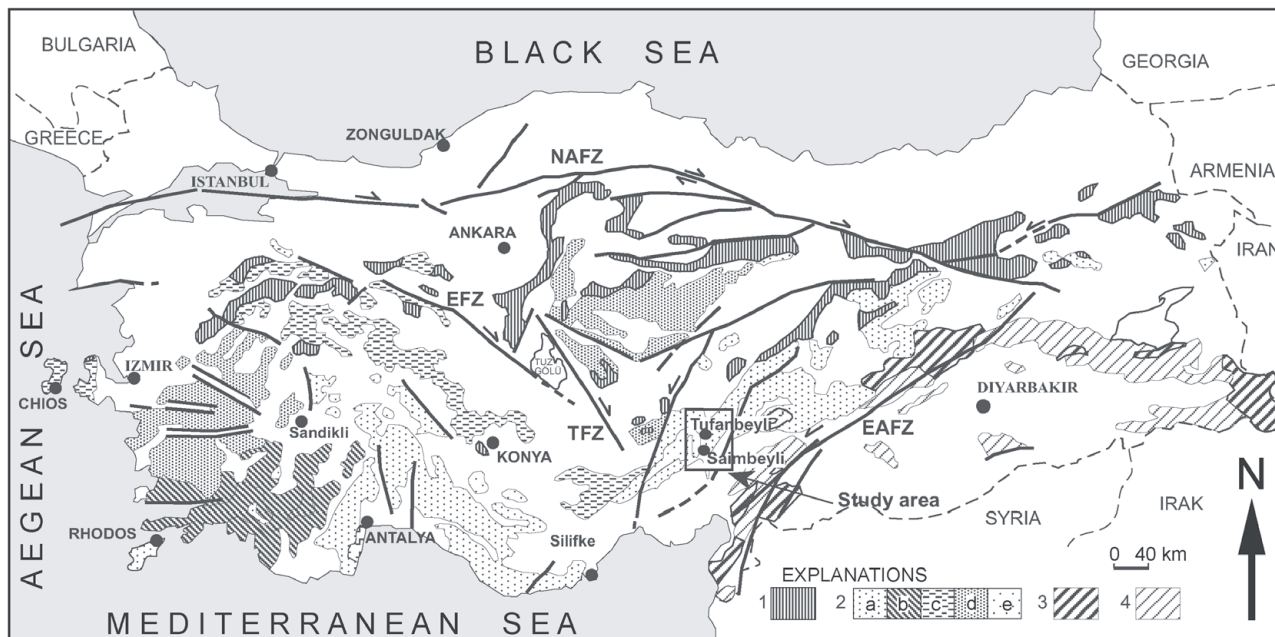 BULGARIA
BLACK SEA
GEORGIA
GREECE
ZONGULDAK
NAFZ
ARMENIA
ISTANBUL
ANKARA
IRAN
EFZ
AEGEAN SEA
TUZ
GÖLÜ
IZMIR
DIYARBAKIR
CHIOS
Sandikli
TFZ
Tufanbeyli
EAFZ
KONYA
Saimbeyli
N
Study area
IRAK
SYRIA
RHODOS
ANTALYA
Silifke
0 40 km
EXPLANATIONS
1 2 a b c d e 3 4
MEDITERRANEAN SEA